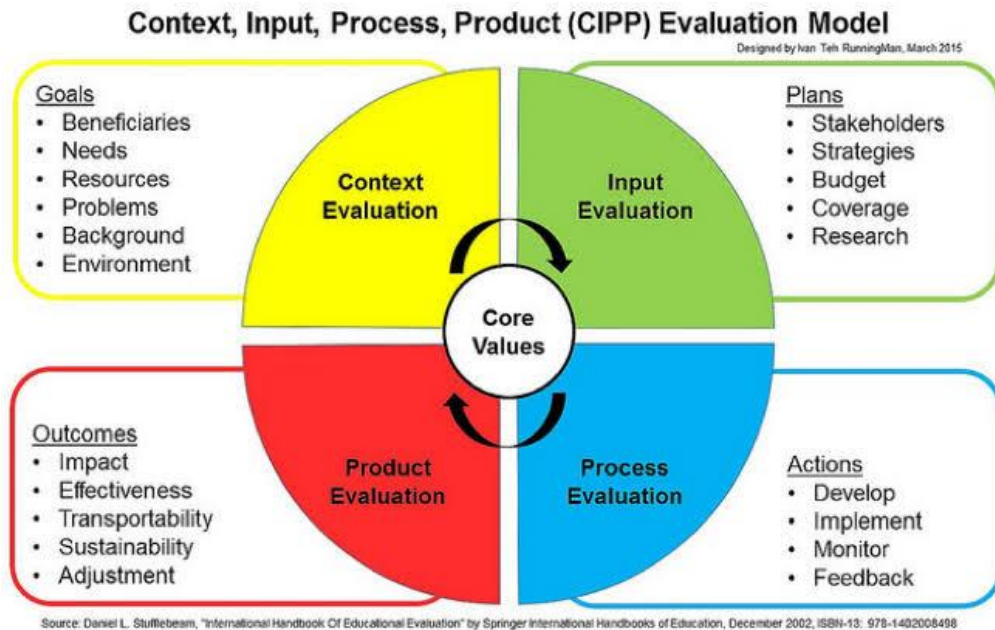 Context, Input, Process, Product (CIPP) Evaluation Model
Designed by Ivan Teh RunningMan, March 2015
Goals
• Beneficiaries
• Needs
• Resources
• Problems
• Background
• Environment
Context
Evaluation
Input
Evaluation
Plans
• Stakeholders
• Strategies
• Budget
• Coverage
• Research
Core
Values
Outcomes
• Impact
• Effectiveness
• Transportability
• Sustainability
• Adjustment
Product
Evaluation
Process
Evaluation
Actions
• Develop
• Implement
• Monitor
• Feedback
Source: Daniel L. Stufflebeam, "International Handbook Of Educational Evaluation" by Springer International Handbooks of Education, December 2002, ISBN-13: 978-1402008498